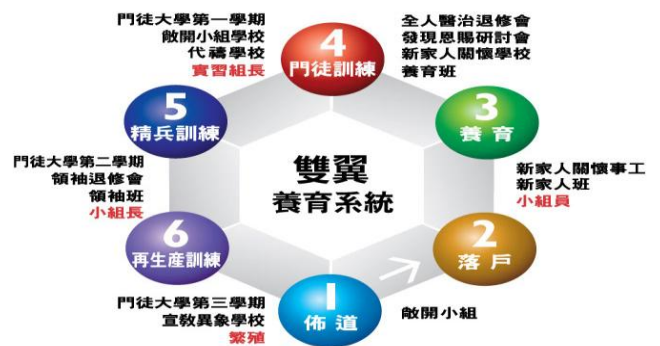 門徒大學第一學期
敞開小組學校
代禱學校
實習組長
4
門徒訓練
全人醫治退修會
發現恩賜研討會
新家人關懷學校
養育班
5
精兵訓練
3
養育
雙翼
養育系統
門徒大學第二學期
領袖退修會
領袖班
小組長
新家人關懷事工
新家人班
小組員
6
再生產訓練
2
落戶
門徒大學第三學期
宣教異象學校
繁殖
1
佈道
敞開小組